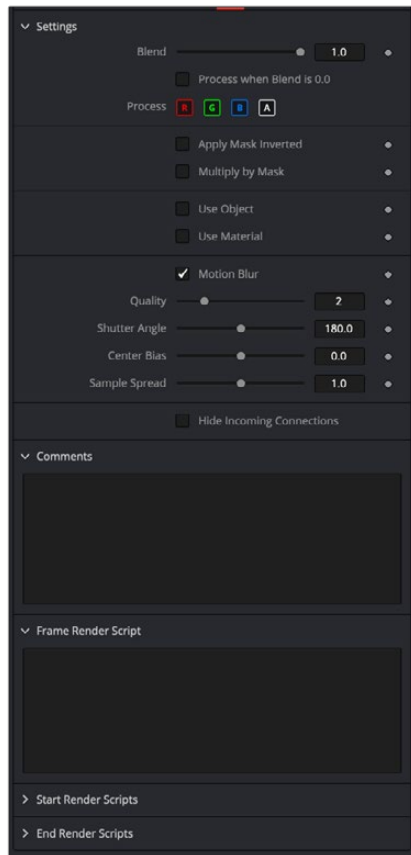 Settings
Blend 1.0
Process when Blend is 0.0
Process R G B A
Apply Mask Inverted
Multiply by Mask
Use Object
Use Material
Motion Blur
Quality 2
Shutter Angle 180.0
Center Bias 0.0
Sample Spread 1.0
Hide Incoming Connections
Comments
Frame Render Script
Start Render Scripts
End Render Scripts